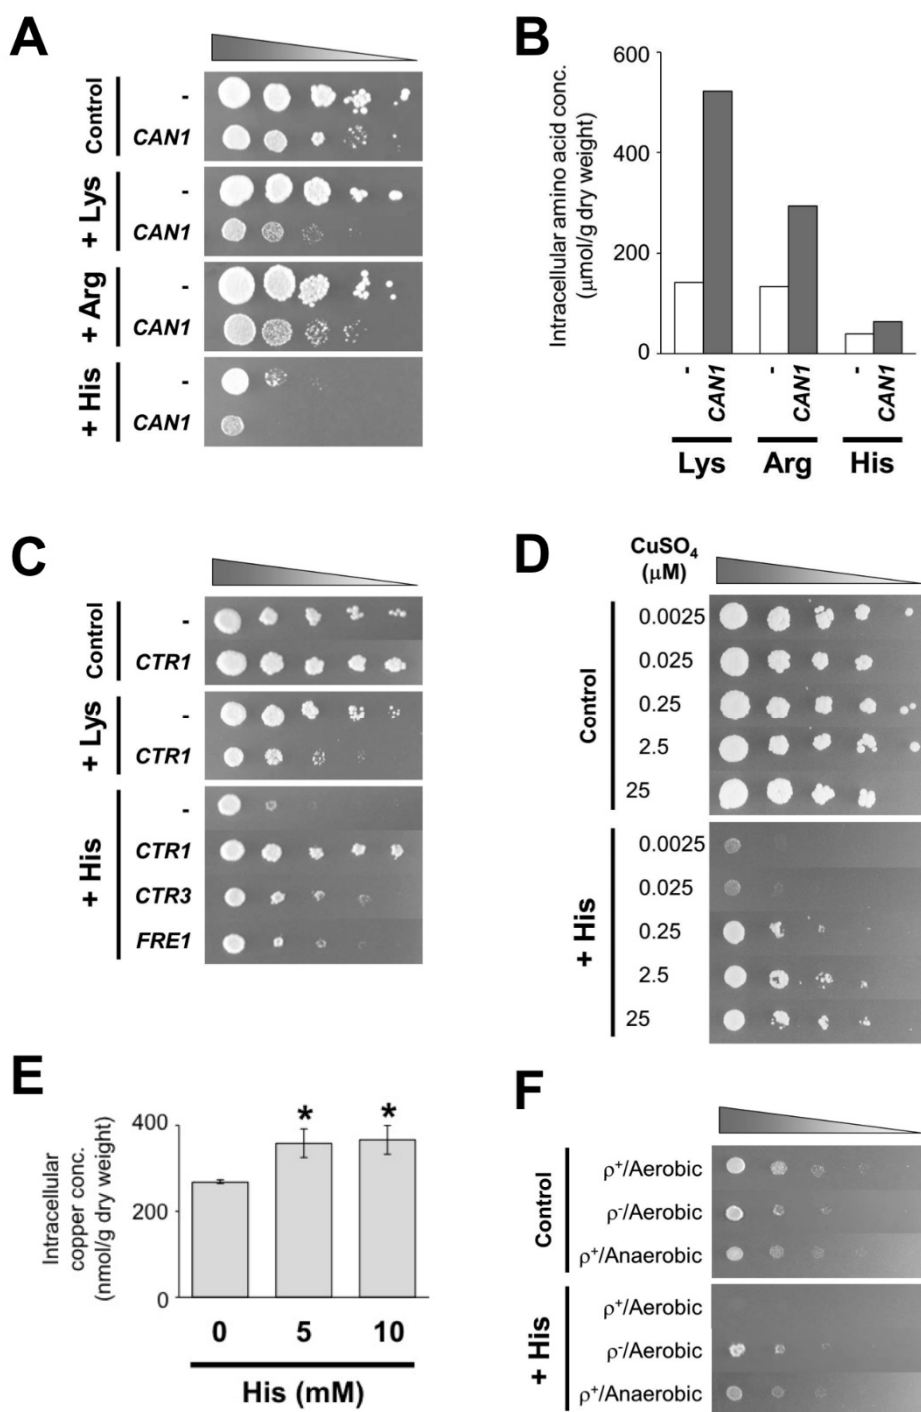 A
Control
-
CAN1
+ Lys
-
CAN1
+ Arg
-
CAN1
+ His
-
CAN1
B
Intracellular amino acid conc.
(μmol/g dry weight)
600
400
200
0
-
CAN1
-
CAN1
-
CAN1
Lys
Arg
His
C
Control
-
CTR1
+ Lys
-
CTR1
+ His
-
CTR1
CTR3
FRE1
D
CuSO₄
(μM)
Control
0.0025
0.025
0.25
2.5
25
+ His
0.0025
0.025
0.25
2.5
25
E
Intracellular
copper conc.
(nmol/g dry weight)
400
200
0
* *
0 5 10
His (mM)
F
Control
ρ⁺/Aerobic
ρ⁻/Aerobic
ρ⁺/Anaerobic
+ His
ρ⁺/Aerobic
ρ⁻/Aerobic
ρ⁺/Anaerobic